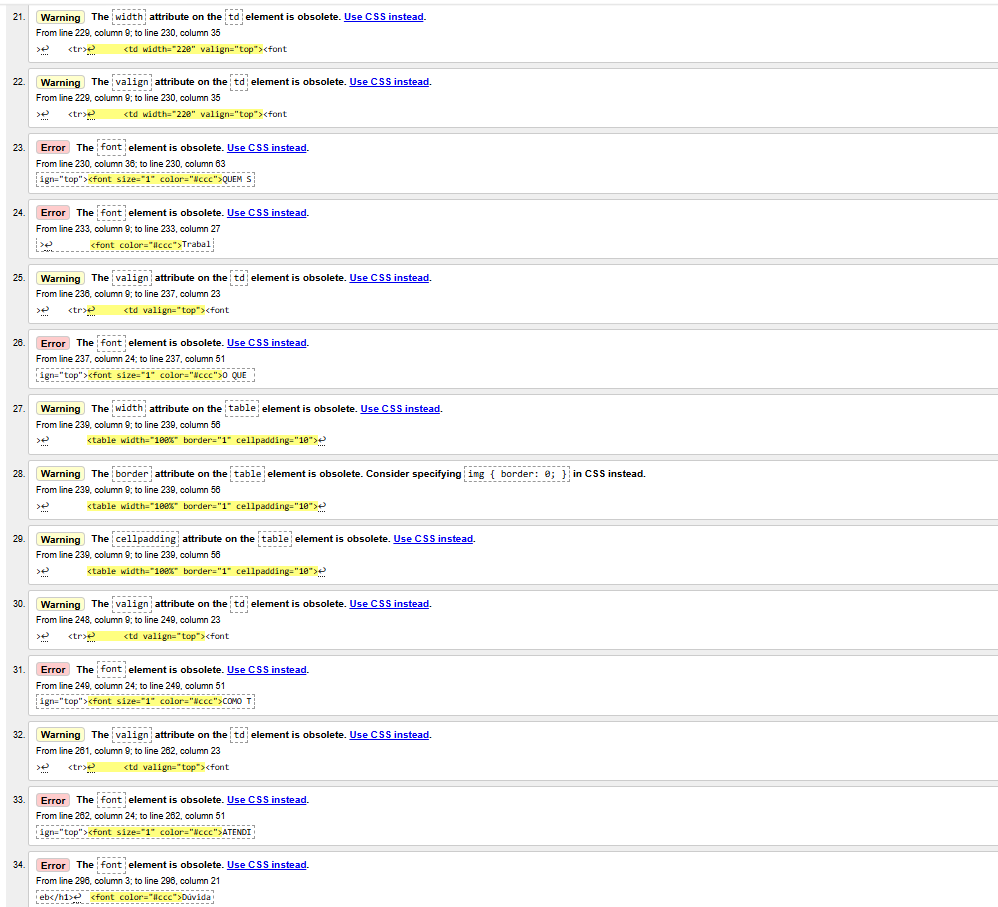 21. Warning The width attribute on the td element is obsolete. Use CSS instead.
From line 229, column 9; to line 230, column 35
>↩    <tr>↩      <td width="220" valign="top"><font
22. Warning The valign attribute on the td element is obsolete. Use CSS instead.
From line 229, column 9; to line 230, column 35
>↩    <tr>↩      <td width="220" valign="top"><font
23. Error The font element is obsolete. Use CSS instead.
From line 230, column 36; to line 230, column 63
ign="top"><font size="1" color="#ccc">QUEM S
24. Error The font element is obsolete. Use CSS instead.
From line 233, column 9; to line 233, column 27
>↩        <font color="#ccc">Trabal
25. Warning The valign attribute on the td element is obsolete. Use CSS instead.
From line 236, column 9; to line 237, column 23
>↩    <tr>↩      <td valign="top"><font
26. Error The font element is obsolete. Use CSS instead.
From line 237, column 24; to line 237, column 51
ign="top"><font size="1" color="#ccc">O QUE
27. Warning The width attribute on the table element is obsolete. Use CSS instead.
From line 239, column 9; to line 239, column 56
>↩        <table width="100%" border="1" cellpadding="10">↩
28. Warning The border attribute on the table element is obsolete. Consider specifying img { border: 0; } in CSS instead.
From line 239, column 9; to line 239, column 56
>↩        <table width="100%" border="1" cellpadding="10">↩
29. Warning The cellpadding attribute on the table element is obsolete. Use CSS instead.
From line 239, column 9; to line 239, column 56
>↩        <table width="100%" border="1" cellpadding="10">↩
30. Warning The valign attribute on the td element is obsolete. Use CSS instead.
From line 248, column 9; to line 249, column 23
>↩    <tr>↩      <td valign="top"><font
31. Error The font element is obsolete. Use CSS instead.
From line 249, column 24; to line 249, column 51
ign="top"><font size="1" color="#ccc">COMO T
32. Warning The valign attribute on the td element is obsolete. Use CSS instead.
From line 261, column 9; to line 262, column 23
>↩    <tr>↩      <td valign="top"><font
33. Error The font element is obsolete. Use CSS instead.
From line 262, column 24; to line 262, column 51
ign="top"><font size="1" color="#ccc">ATENDI
34. Error The font element is obsolete. Use CSS instead.
From line 296, column 3; to line 296, column 21
eb</h1>↩  <font color="#ccc">Dúvida